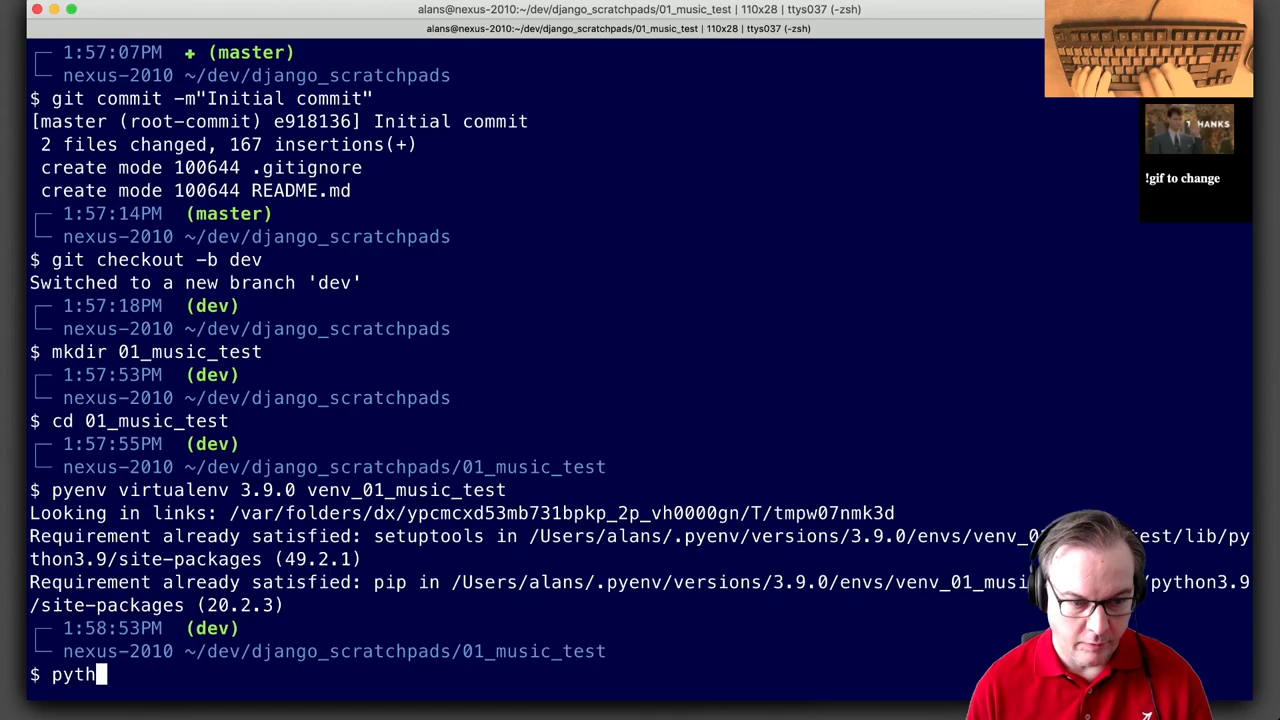 alans@nexus-2010:~/dev/django_scratchpads/01_music_test | 110x28 | ttys037 (-zsh)
alans@nexus-2010:~/dev/django_scratchpads/01_music_test | 110x28 | ttys037 (-zsh)
1:57:07PM + (master)
nexus-2010 ~/dev/django_scratchpads
$ git commit -m"Initial commit"
[master (root-commit) e918136] Initial commit
2 files changed, 167 insertions(+)
create mode 100644 .gitignore
create mode 100644 README.md
1:57:14PM (master)
nexus-2010 ~/dev/django_scratchpads
$ git checkout -b dev
Switched to a new branch 'dev'
1:57:18PM (dev)
nexus-2010 ~/dev/django_scratchpads
$ mkdir 01_music_test
1:57:53PM (dev)
nexus-2010 ~/dev/django_scratchpads
$ cd 01_music_test
1:57:55PM (dev)
nexus-2010 ~/dev/django_scratchpads/01_music_test
$ pyenv virtualenv 3.9.0 venv_01_music_test
Looking in links: /var/folders/dx/ypcmcxd53mb731bpkp_2p_vh0000gn/T/tmpw07nmk3d
Requirement already satisfied: setuptools in /Users/alans/.pyenv/versions/3.9.0/envs/venv_0 test/lib/py
thon3.9/site-packages (49.2.1)
Requirement already satisfied: pip in /Users/alans/.pyenv/versions/3.9.0/envs/venv_01_musi python3.9
/site-packages (20.2.3)
1:58:53PM (dev)
nexus-2010 ~/dev/django_scratchpads/01_music_test
$ pyth
HANKS
!gif to change